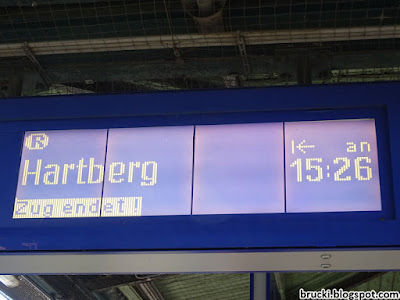 R
Hartberg
Zug endet!
|← an
15:26
brucki.blogspot.com